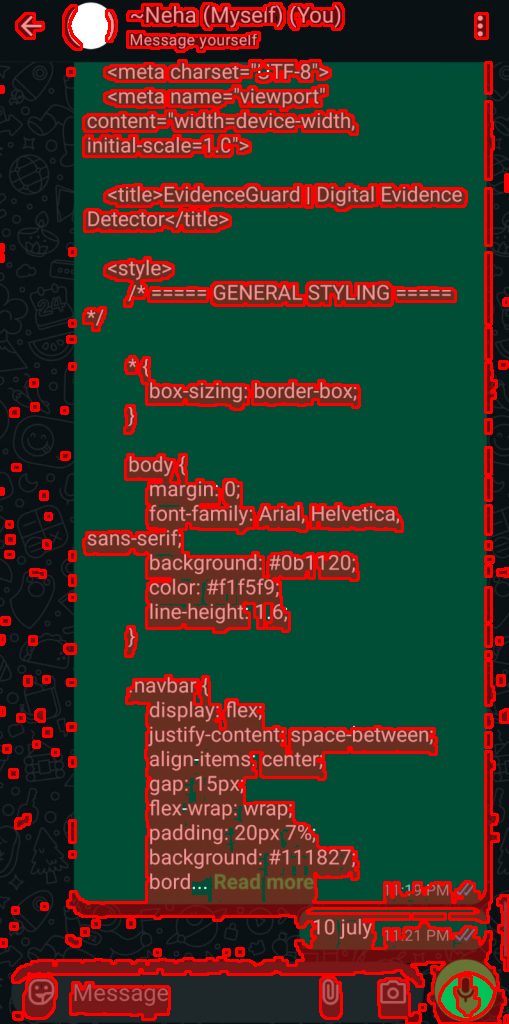 ~Neha (Myself) (You)
Message yourself
<meta charset="UTF-8">
<meta name="viewport"
content="width=device-width,
initial-scale=1.0">
<title>EvidenceGuard | Digital Evidence
Detector</title>
<style>
/* ===== GENERAL STYLING =====
*/
* {
box-sizing: border-box;
}
body {
margin: 0;
font-family: Arial, Helvetica,
sans-serif;
background: #0b1120;
color: #f1f5f9;
line-height: 1.6;
}
.navbar {
display: flex;
justify-content: space-between;
align-items: center;
gap: 15px;
flex-wrap: wrap;
padding: 20px 7%;
background: #111827;
bord... Read more
11:19 PM
10 july
11:21 PM
Message